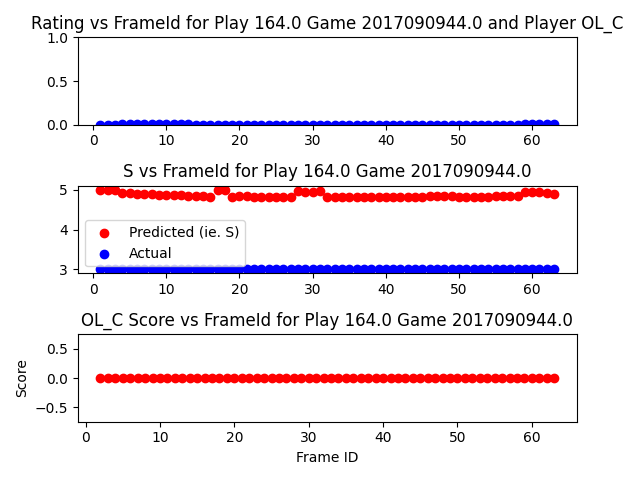 Rating vs FrameId for Play 164.0 Game 2017090944.0 and Player OL_C
1.0
0.5
0.0
0 10 20 30 40 50 60
S vs FrameId for Play 164.0 Game 2017090944.0
5
4
3
Predicted (ie. S)
Actual
0 10 20 30 40 50 60
OL_C Score vs FrameId for Play 164.0 Game 2017090944.0
Score
0.5
0.0
−0.5
0 10 20 30 40 50 60
Frame ID